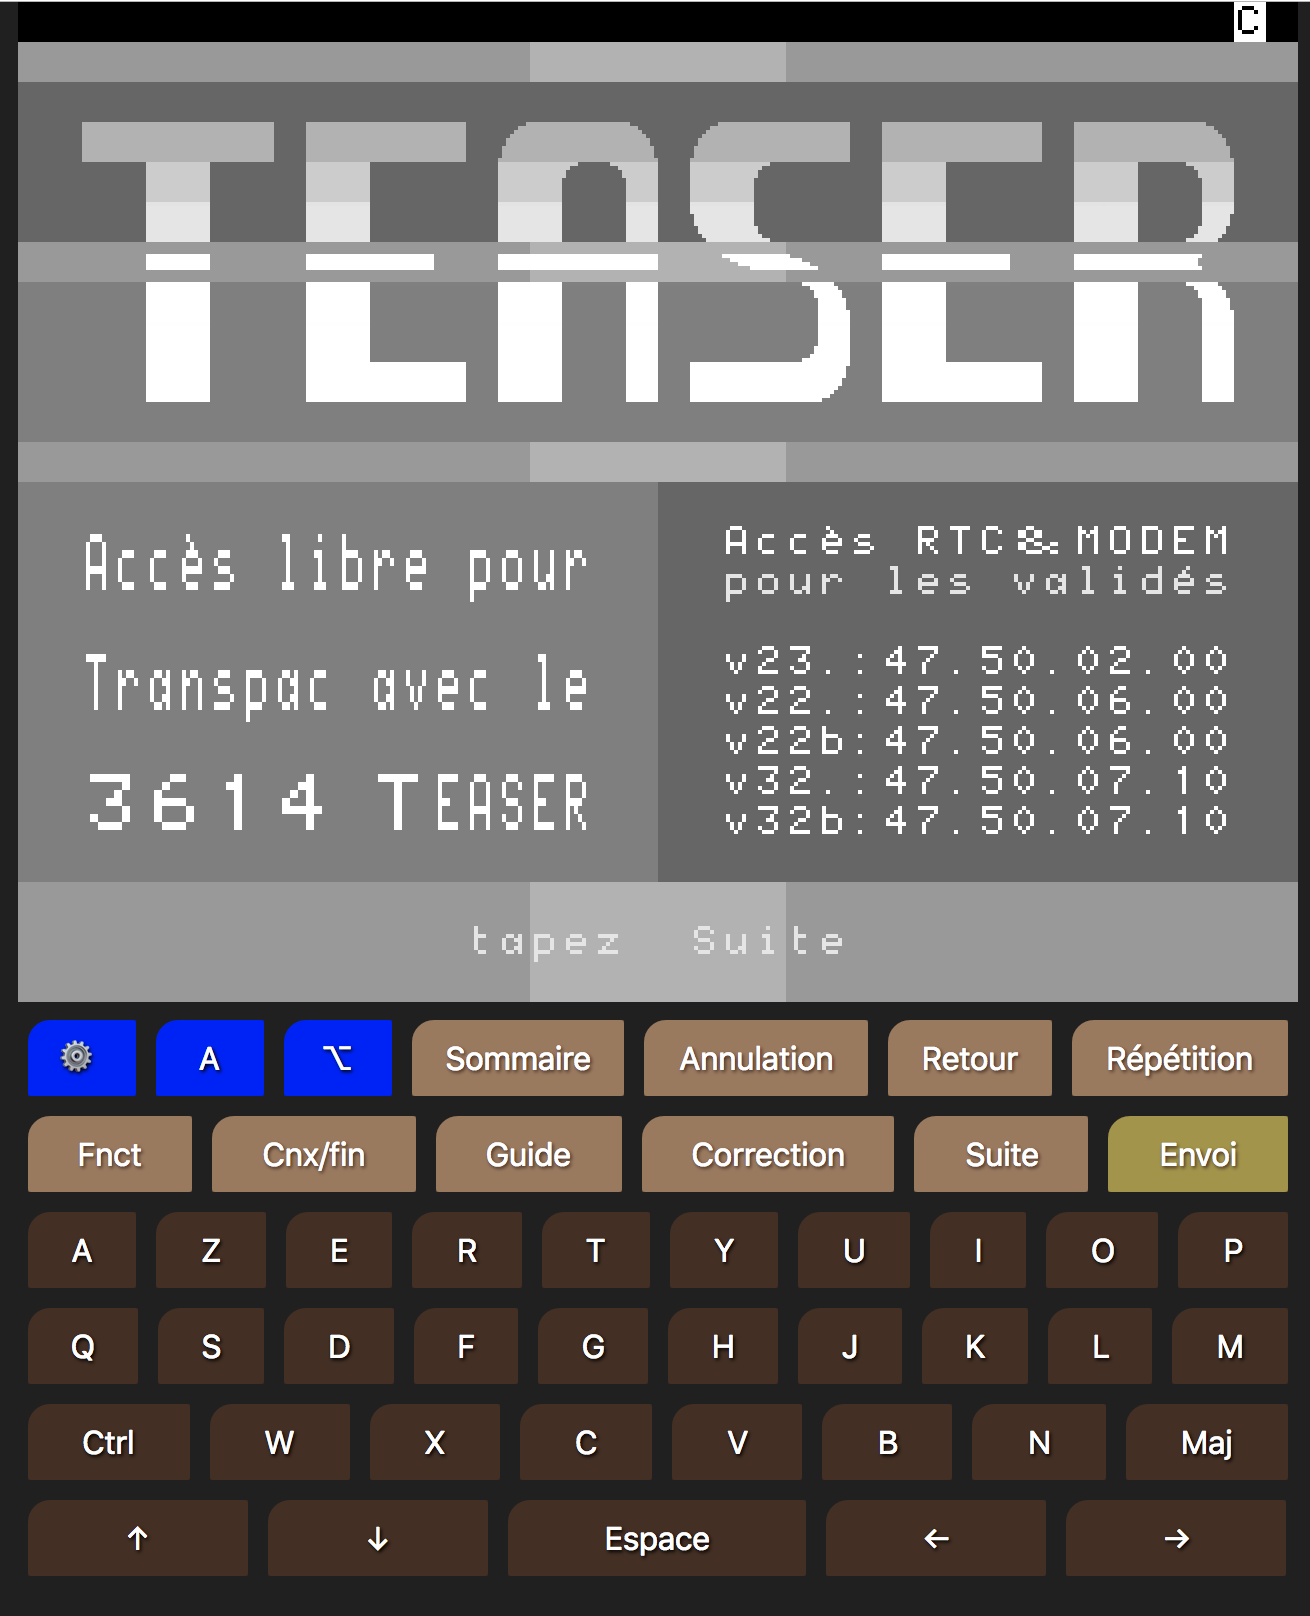 C
TEASER
Accès libre pour
Transpac avec le
3614 TEASER
Accès RTC & MODEM
pour les validés
v23.:47.50.02.00
v22.:47.50.06.00
v22b:47.50.06.00
v32.:47.50.07.10
v32b:47.50.07.10
tapez Suite
A ⌥ Sommaire Annulation Retour Répétition
Fnct Cnx/fin Guide Correction Suite Envoi
A Z E R T Y U I O P
Q S D F G H J K L M
Ctrl W X C V B N Maj
↑ ↓ Espace ← →